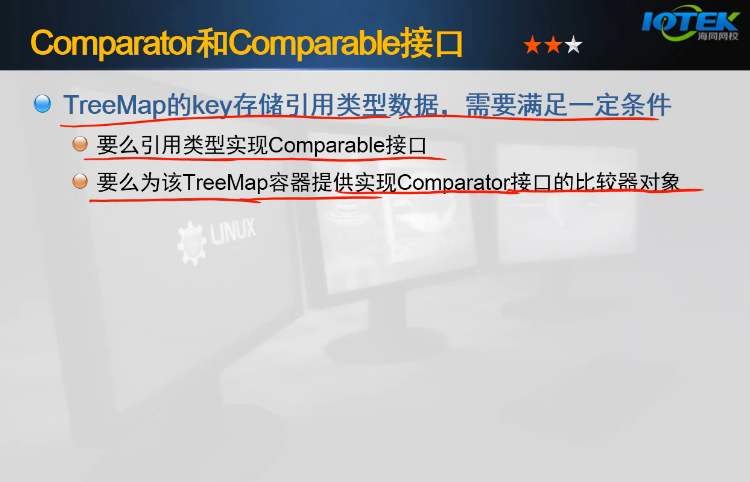 Comparator和Comparable接口
IOTEK
海同网校
TreeMap的key存储引用类型数据，需要满足一定条件
要么引用类型实现Comparable接口
要么为该TreeMap容器提供实现Comparator接口的比较器对象
LINUX